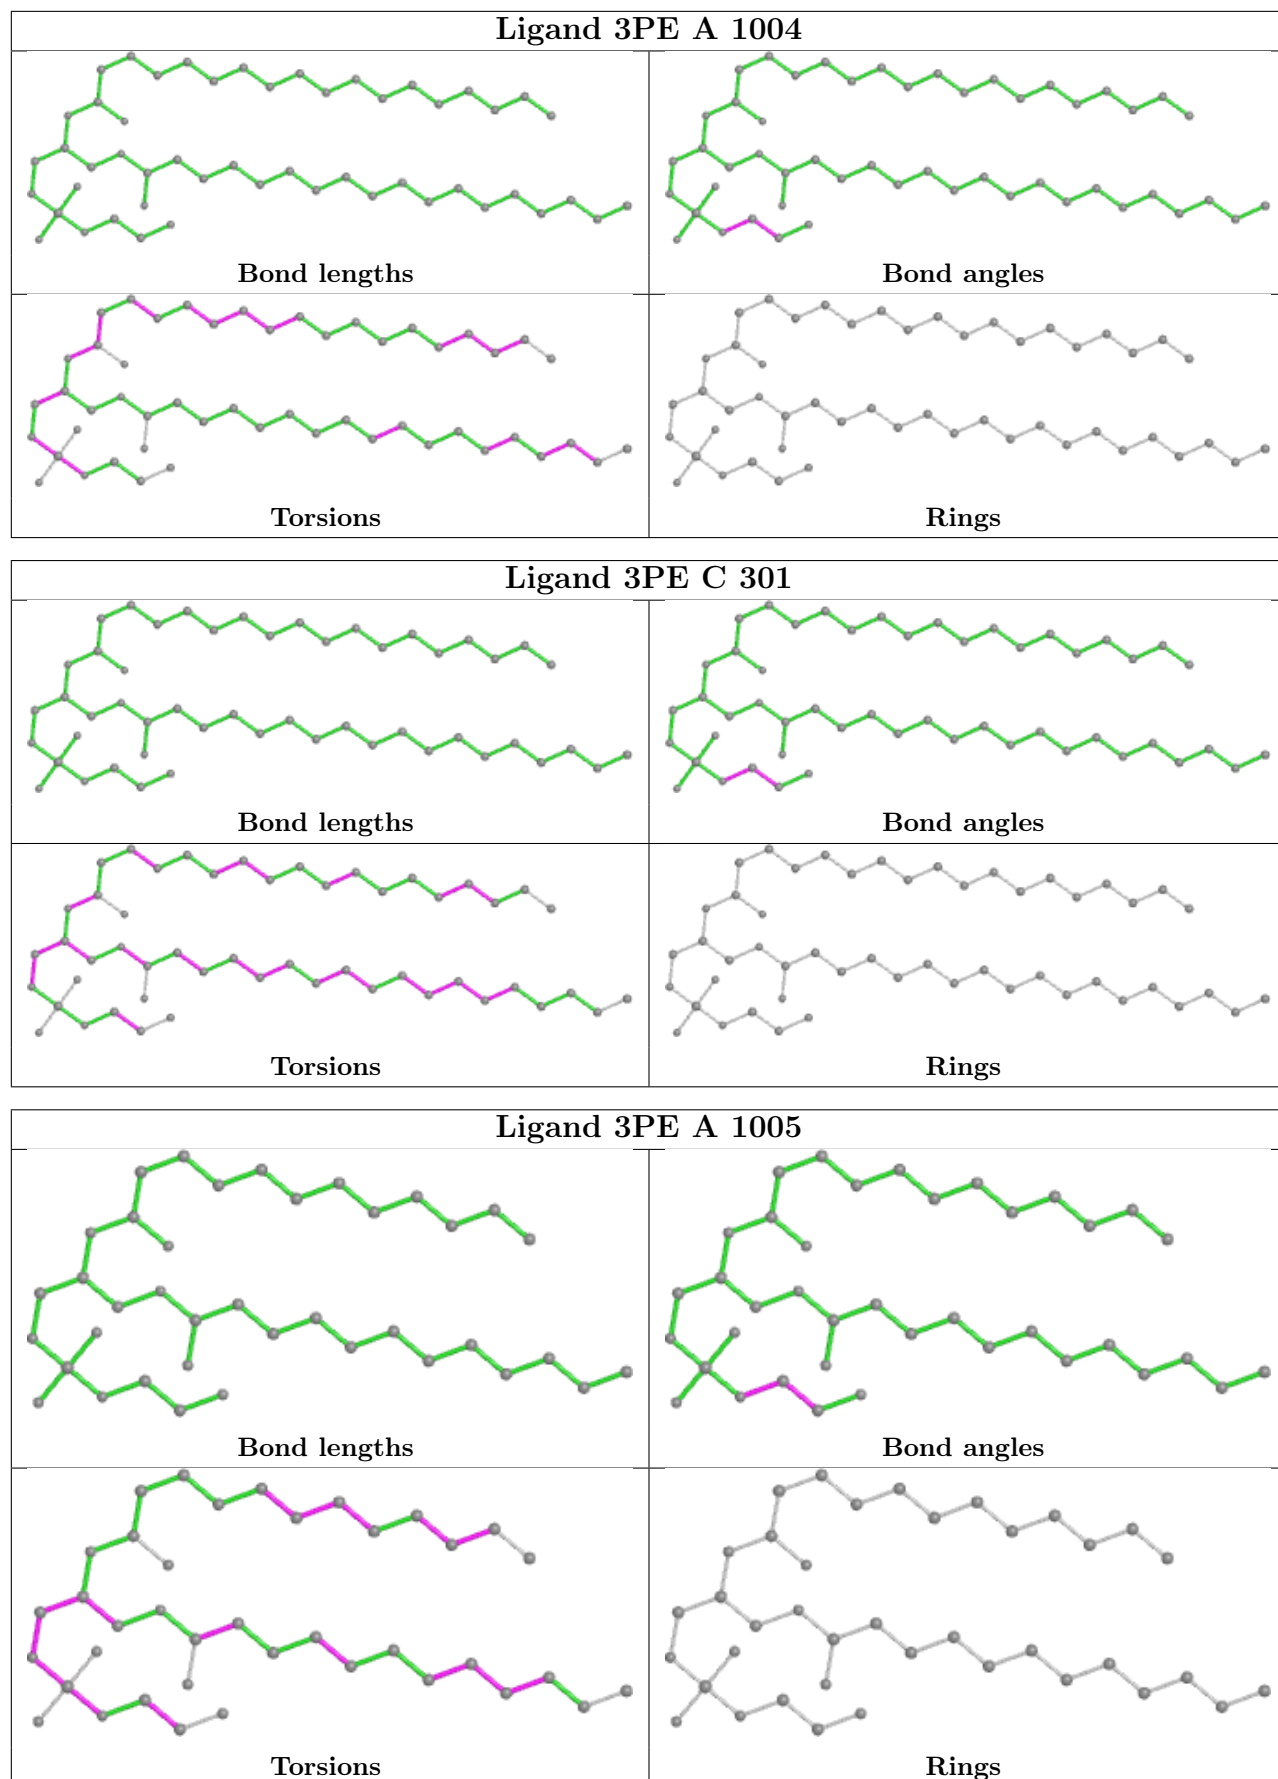 Ligand 3PE A 1004
Bond lengths
Bond angles
Torsions
Rings
Ligand 3PE C 301
Bond lengths
Bond angles
Torsions
Rings
Ligand 3PE A 1005
Bond lengths
Bond angles
Torsions
Rings